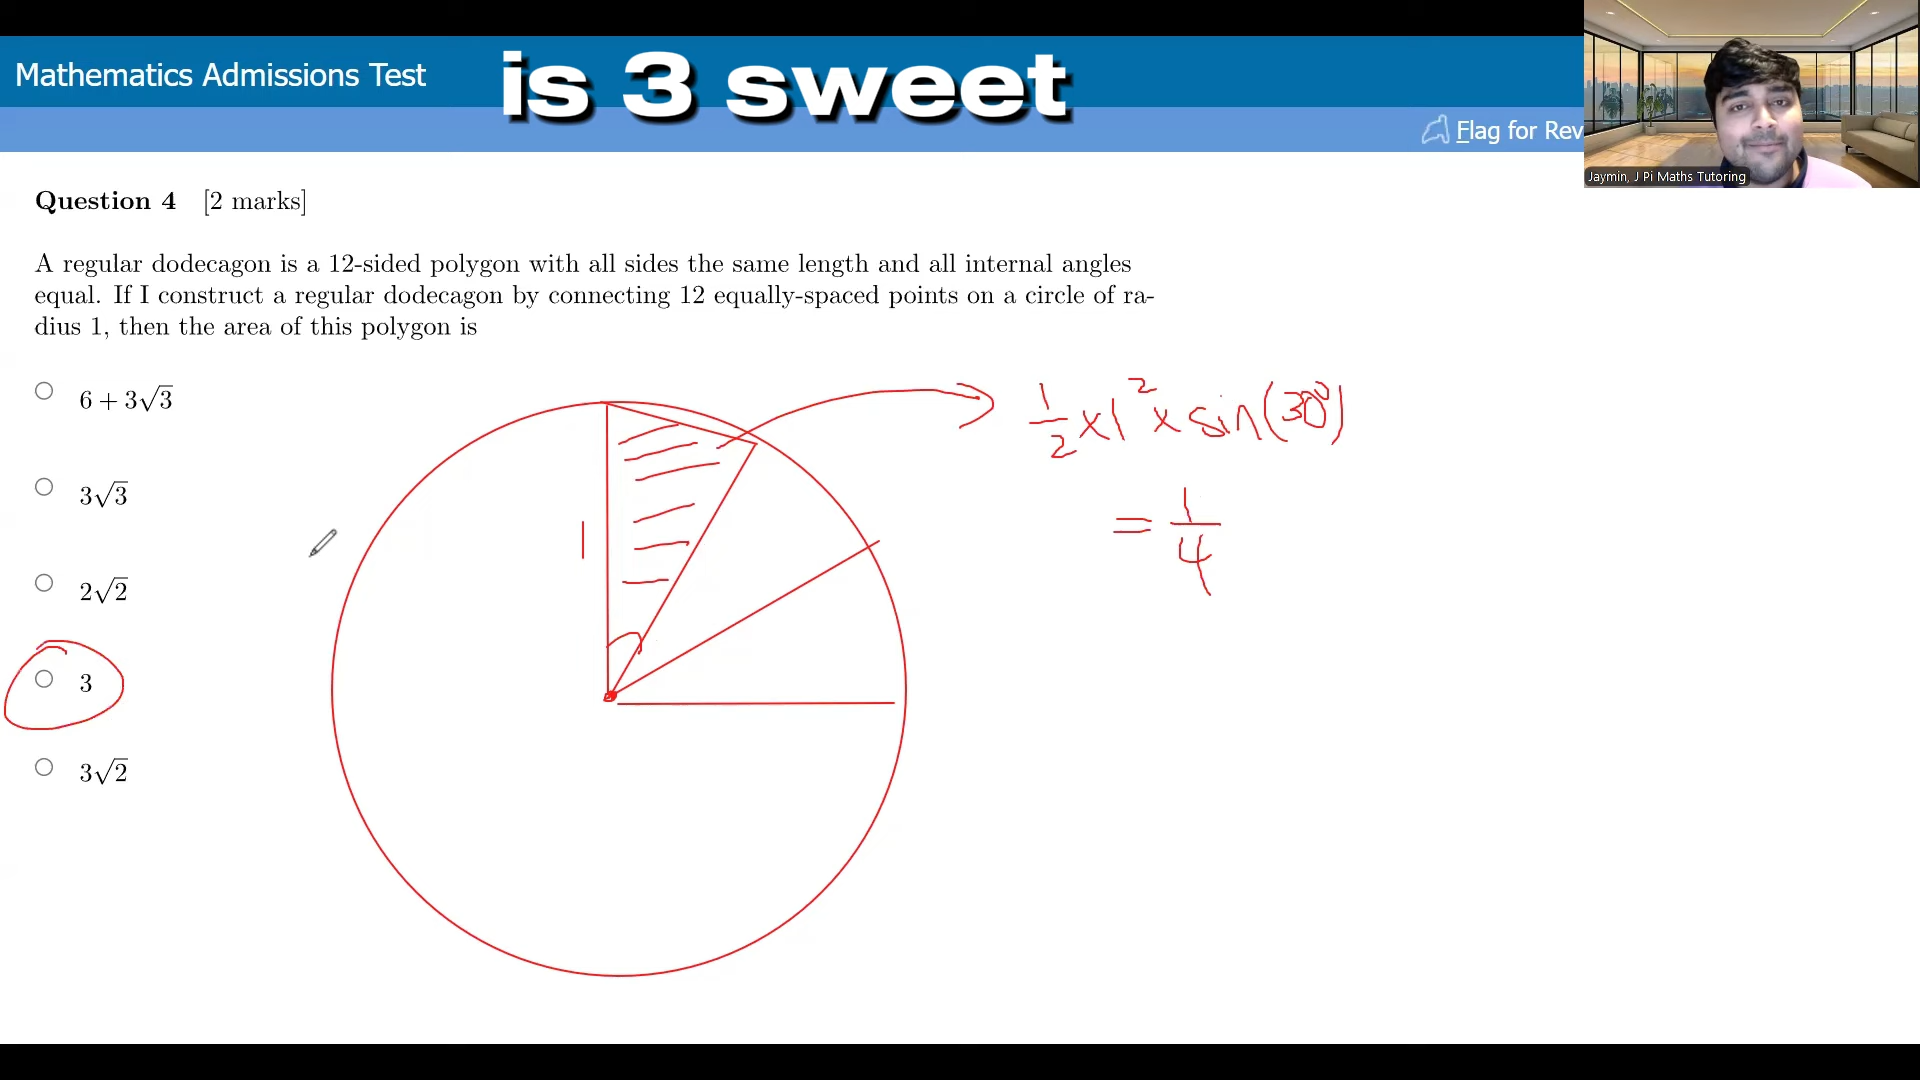 Mathematics Admissions Test
is 3 sweet
Flag for Rev
Jaymin, J Pi Maths Tutoring
Question 4 [2 marks]
A regular dodecagon is a 12-sided polygon with all sides the same length and all internal angles
equal. If I construct a regular dodecagon by connecting 12 equally-spaced points on a circle of ra-
dius 1, then the area of this polygon is
6 + 3√3
3√3
2√2
3
3√2
1
1/2 × 1² × sin(30°)
= 1/4